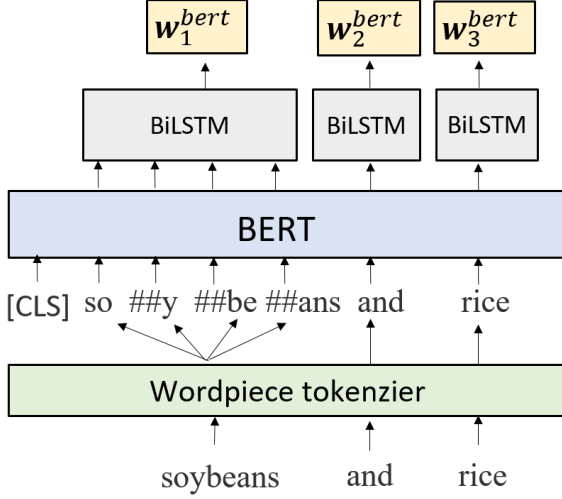 w_1^{bert} w_2^{bert} w_3^{bert}
BiLSTM BiLSTM BiLSTM
BERT
[CLS] so ##y ##be ##ans and rice
Wordpiece tokenzier
soybeans and rice